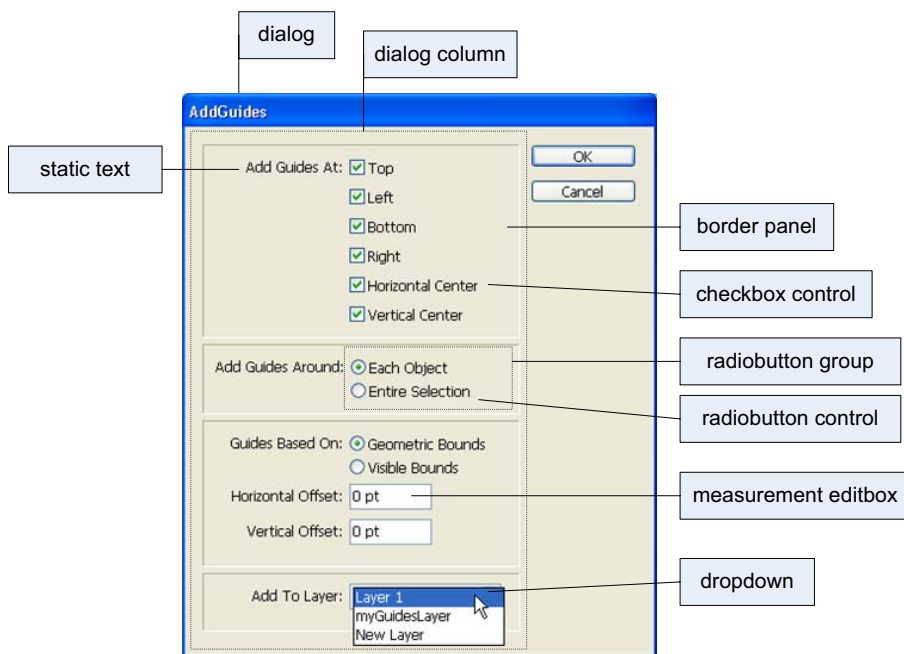 dialog
dialog column
AddGuides
static text
Add Guides At: Top
Left
Bottom
Right
Horizontal Center
Vertical Center
OK
Cancel
border panel
checkbox control
Add Guides Around: Each Object
Entire Selection
radiobutton group
radiobutton control
Guides Based On: Geometric Bounds
Visible Bounds
Horizontal Offset: 0 pt
Vertical Offset: 0 pt
measurement editbox
Add To Layer: Layer 1
myGuidesLayer
New Layer
dropdown